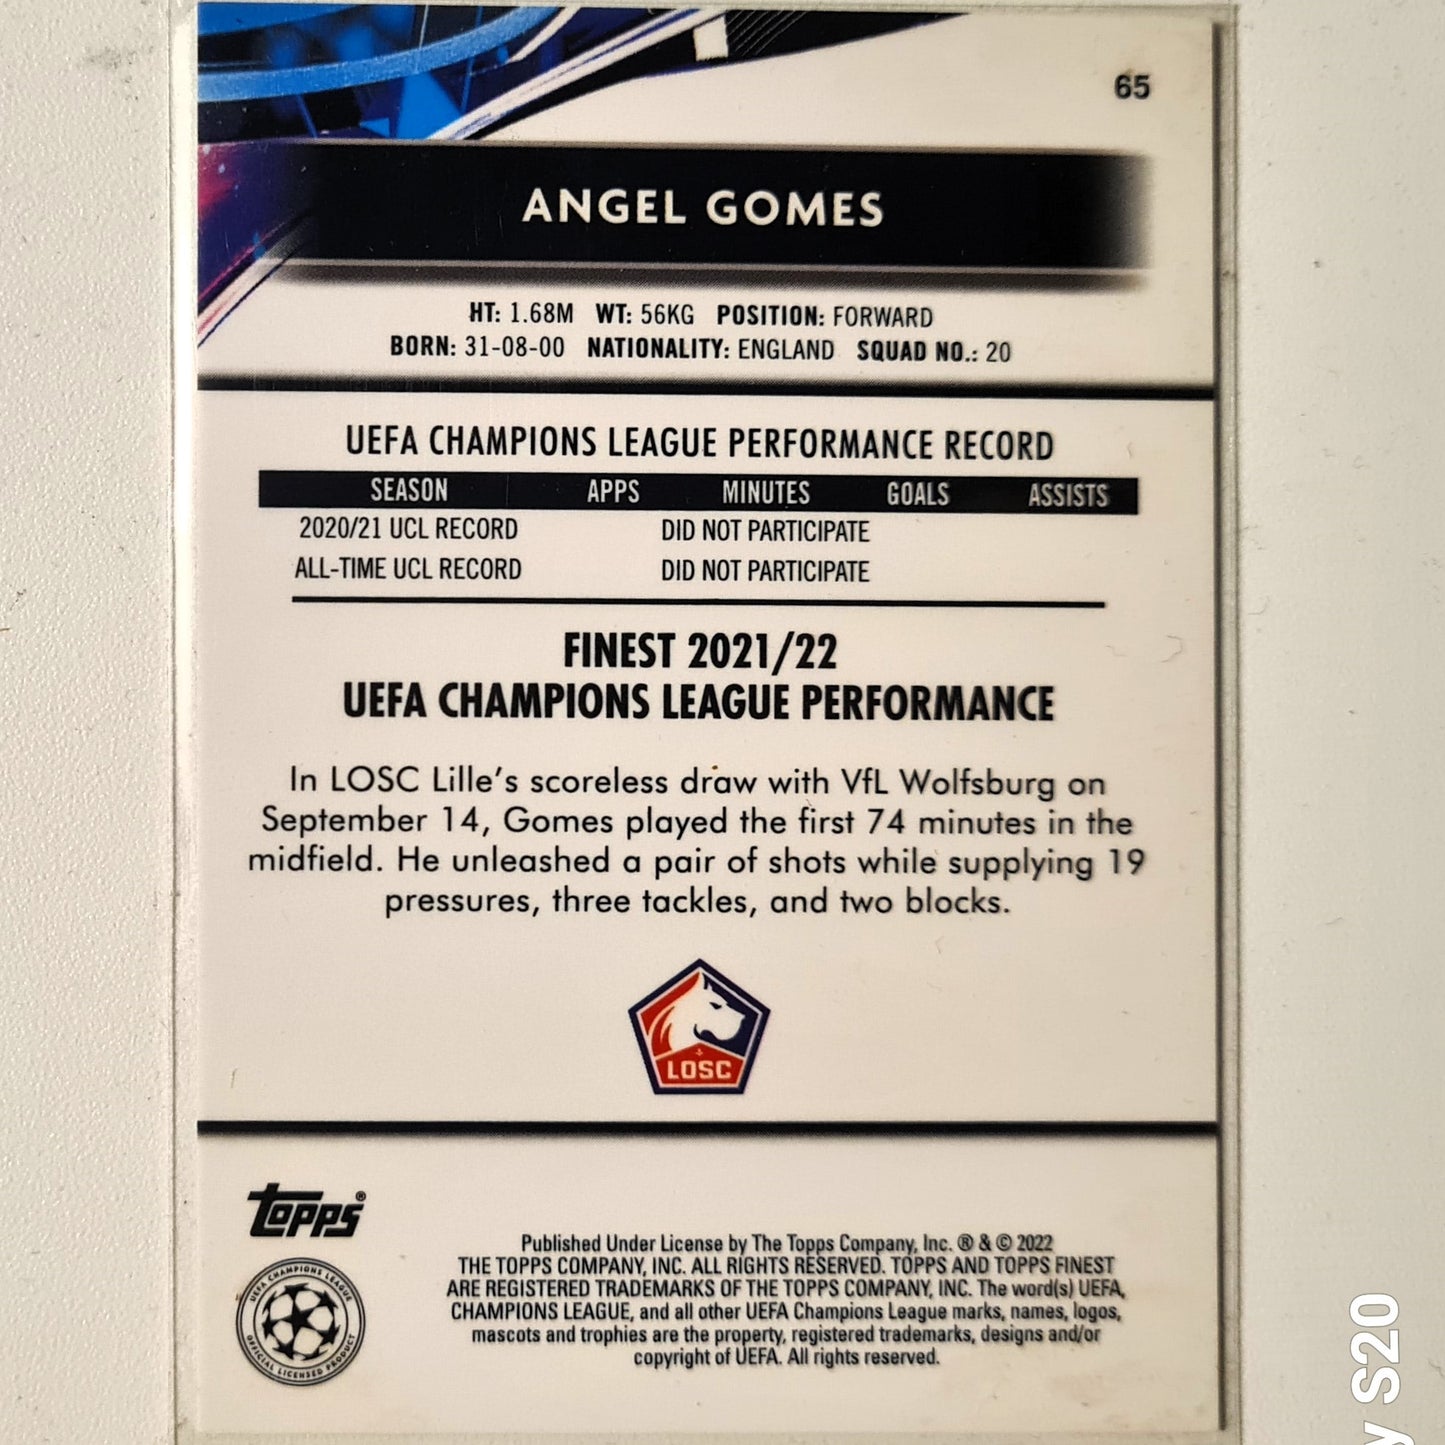 65
ANGEL GOMES
HT: 1.68M WT: 56KG POSITION: FORWARD
BORN: 31-08-00 NATIONALITY: ENGLAND SQUAD NO.: 20
UEFA CHAMPIONS LEAGUE PERFORMANCE RECORD
SEASON APPS MINUTES GOALS ASSISTS
2020/21 UCL RECORD DID NOT PARTICIPATE
ALL-TIME UCL RECORD DID NOT PARTICIPATE
FINEST 2021/22
UEFA CHAMPIONS LEAGUE PERFORMANCE
In LOSC Lille's scoreless draw with VfL Wolfsburg on
September 14, Gomes played the first 74 minutes in the
midfield. He unleashed a pair of shots while supplying 19
pressures, three tackles, and two blocks.
LOSC
topps®
UEFA CHAMPIONS LEAGUE
OFFICIAL LICENSED PRODUCT
Published Under License by The Topps Company, Inc. ® & © 2022
THE TOPPS COMPANY, INC. ALL RIGHTS RESERVED. TOPPS AND TOPPS FINEST
ARE REGISTERED TRADEMARKS OF THE TOPPS COMPANY, INC. The word(s) UEFA,
CHAMPIONS LEAGUE, and all other UEFA Champions League marks, names, logos,
mascots and trophies are the property, registered trademarks, designs and/or
copyright of UEFA. All rights reserved.
y S20